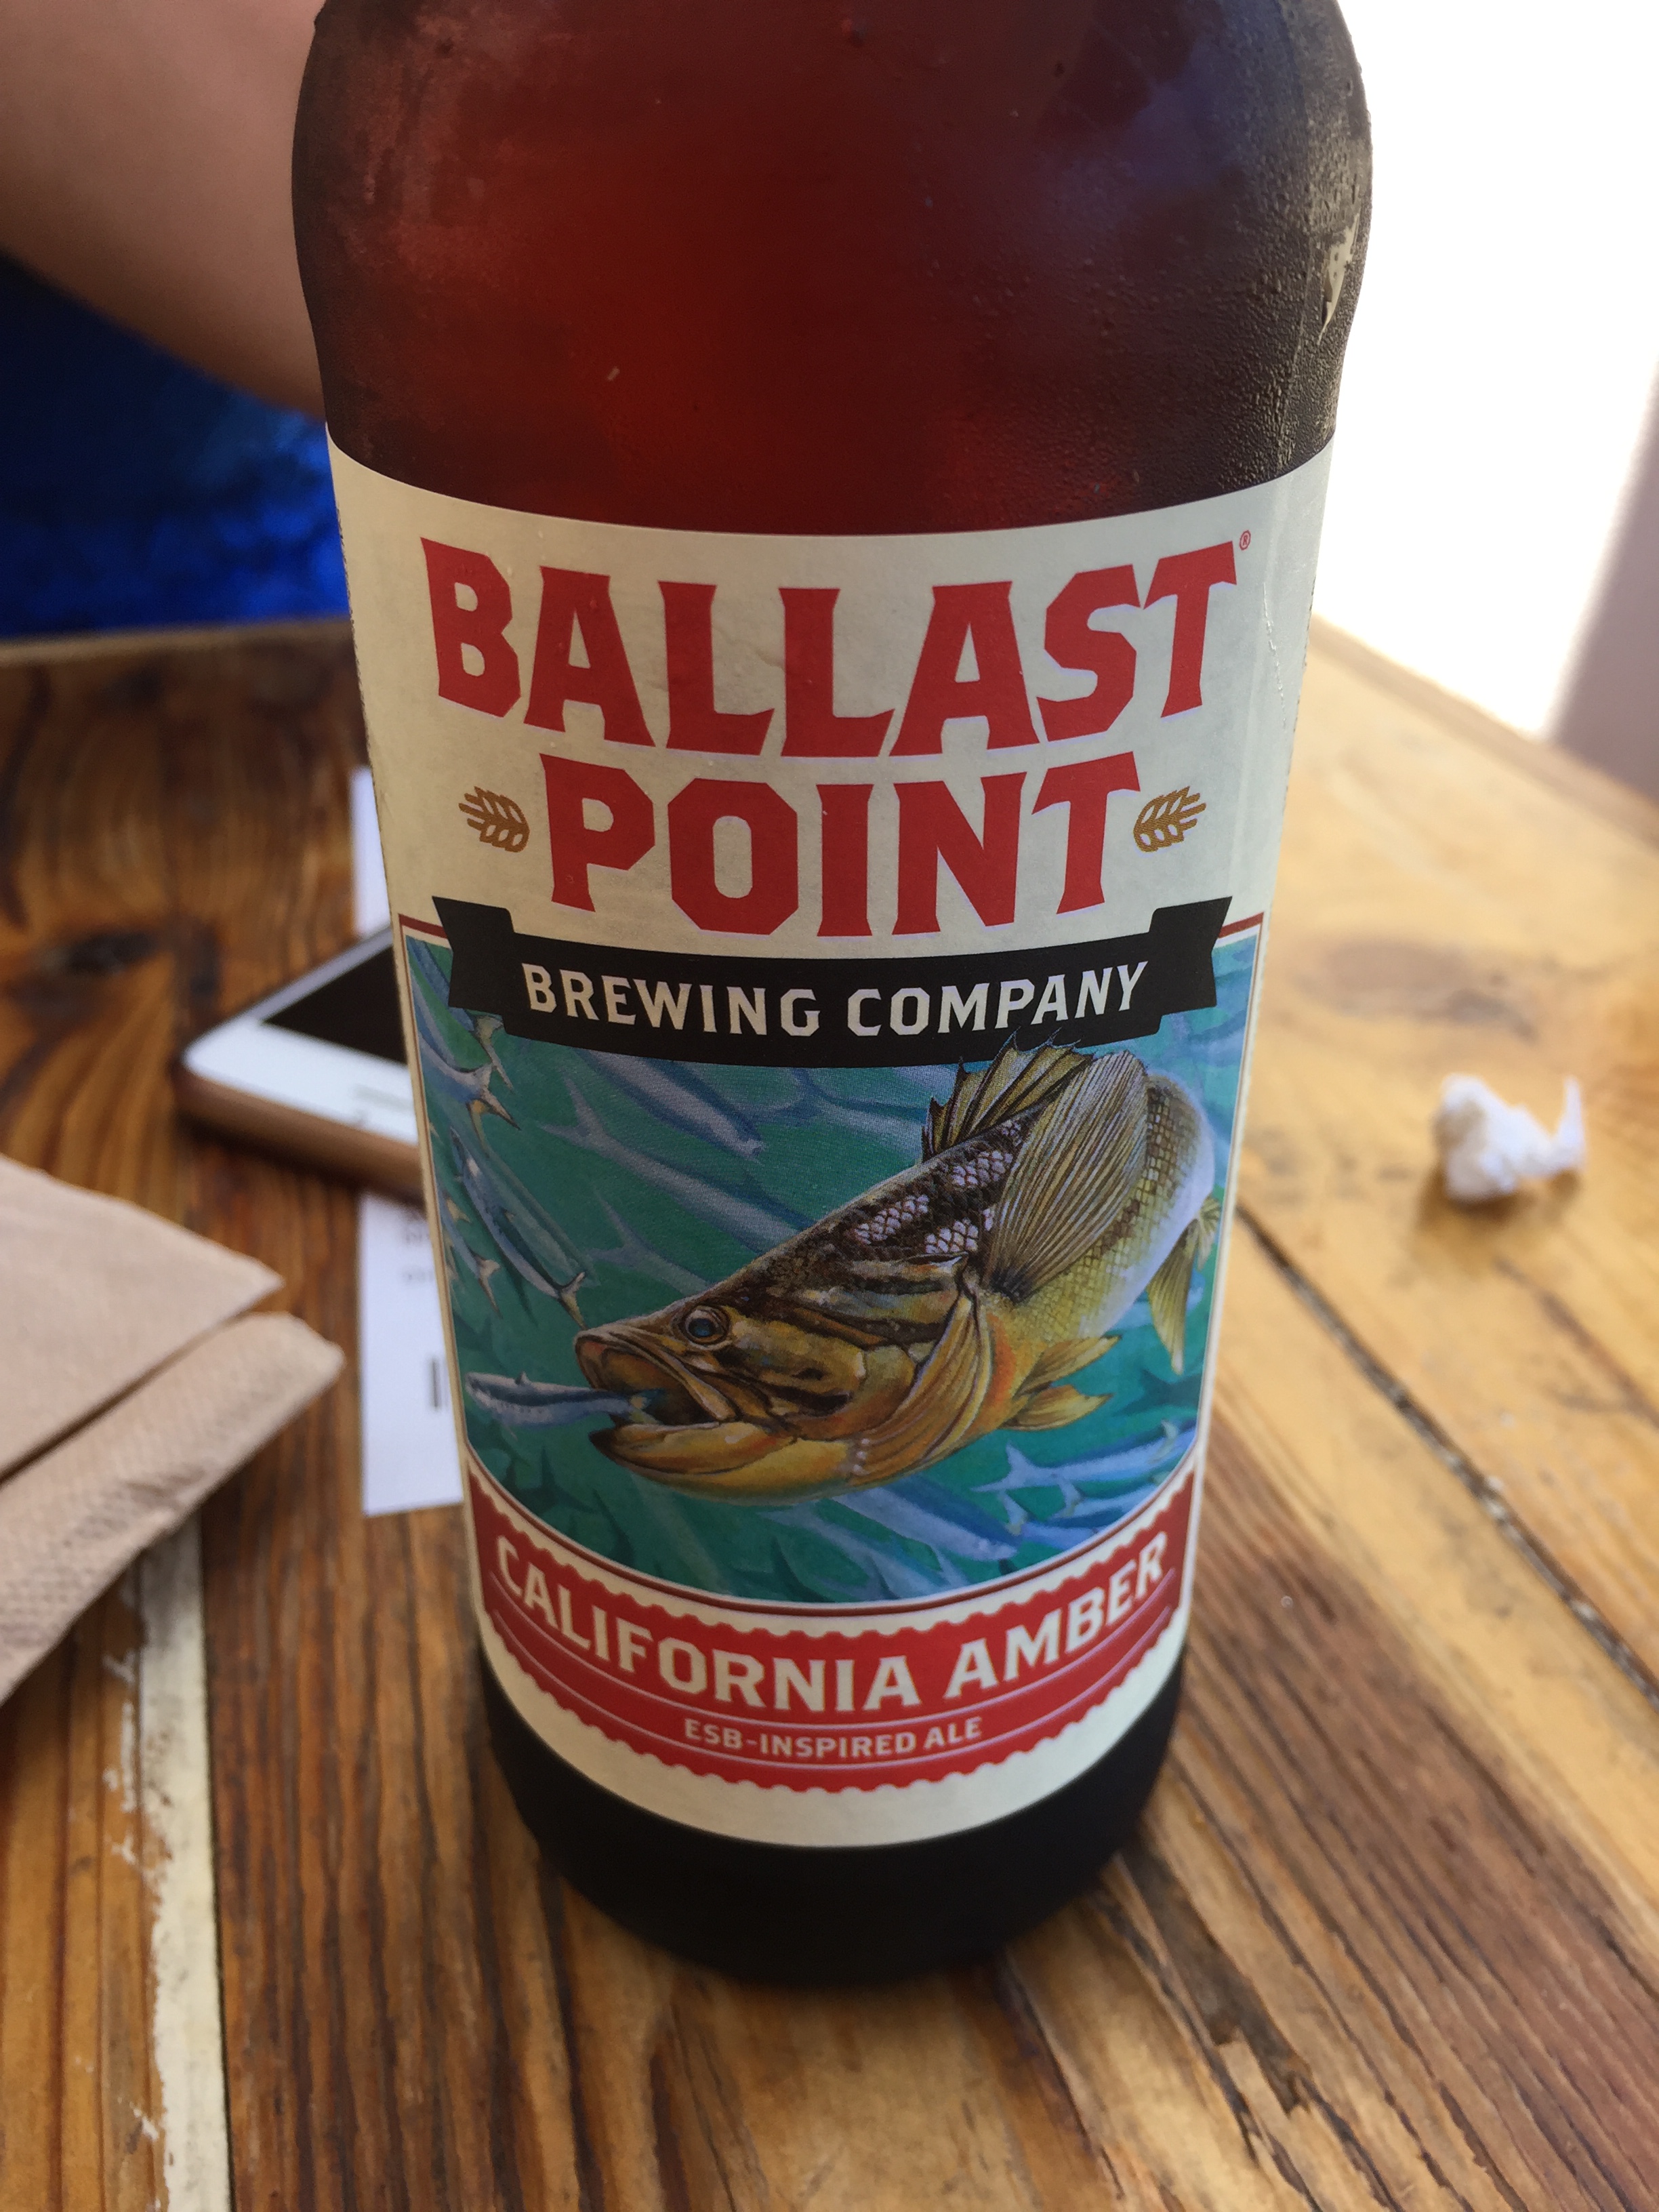 BALLAST®
POINT
BREWING COMPANY
CALIFORNIA AMBER
ESB-INSPIRED ALE